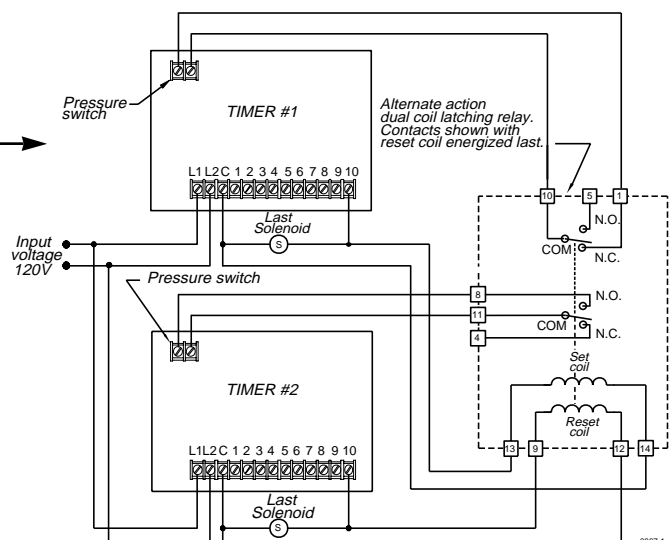 Pressure
switch
TIMER #1
Alternate action
dual coil latching relay.
Contacts shown with
reset coil energized last.
L1 L2 C 1 2 3 4 5 6 7 8 9 10
Last
Solenoid
S
10 5 1
N.O.
COM
N.C.
Input
voltage
120V
Pressure switch
8
N.O.
11
COM
4
N.C.
TIMER #2
Set
coil
Reset
coil
13 9 12 14
L1 L2 C 1 2 3 4 5 6 7 8 9 10
Last
Solenoid
S